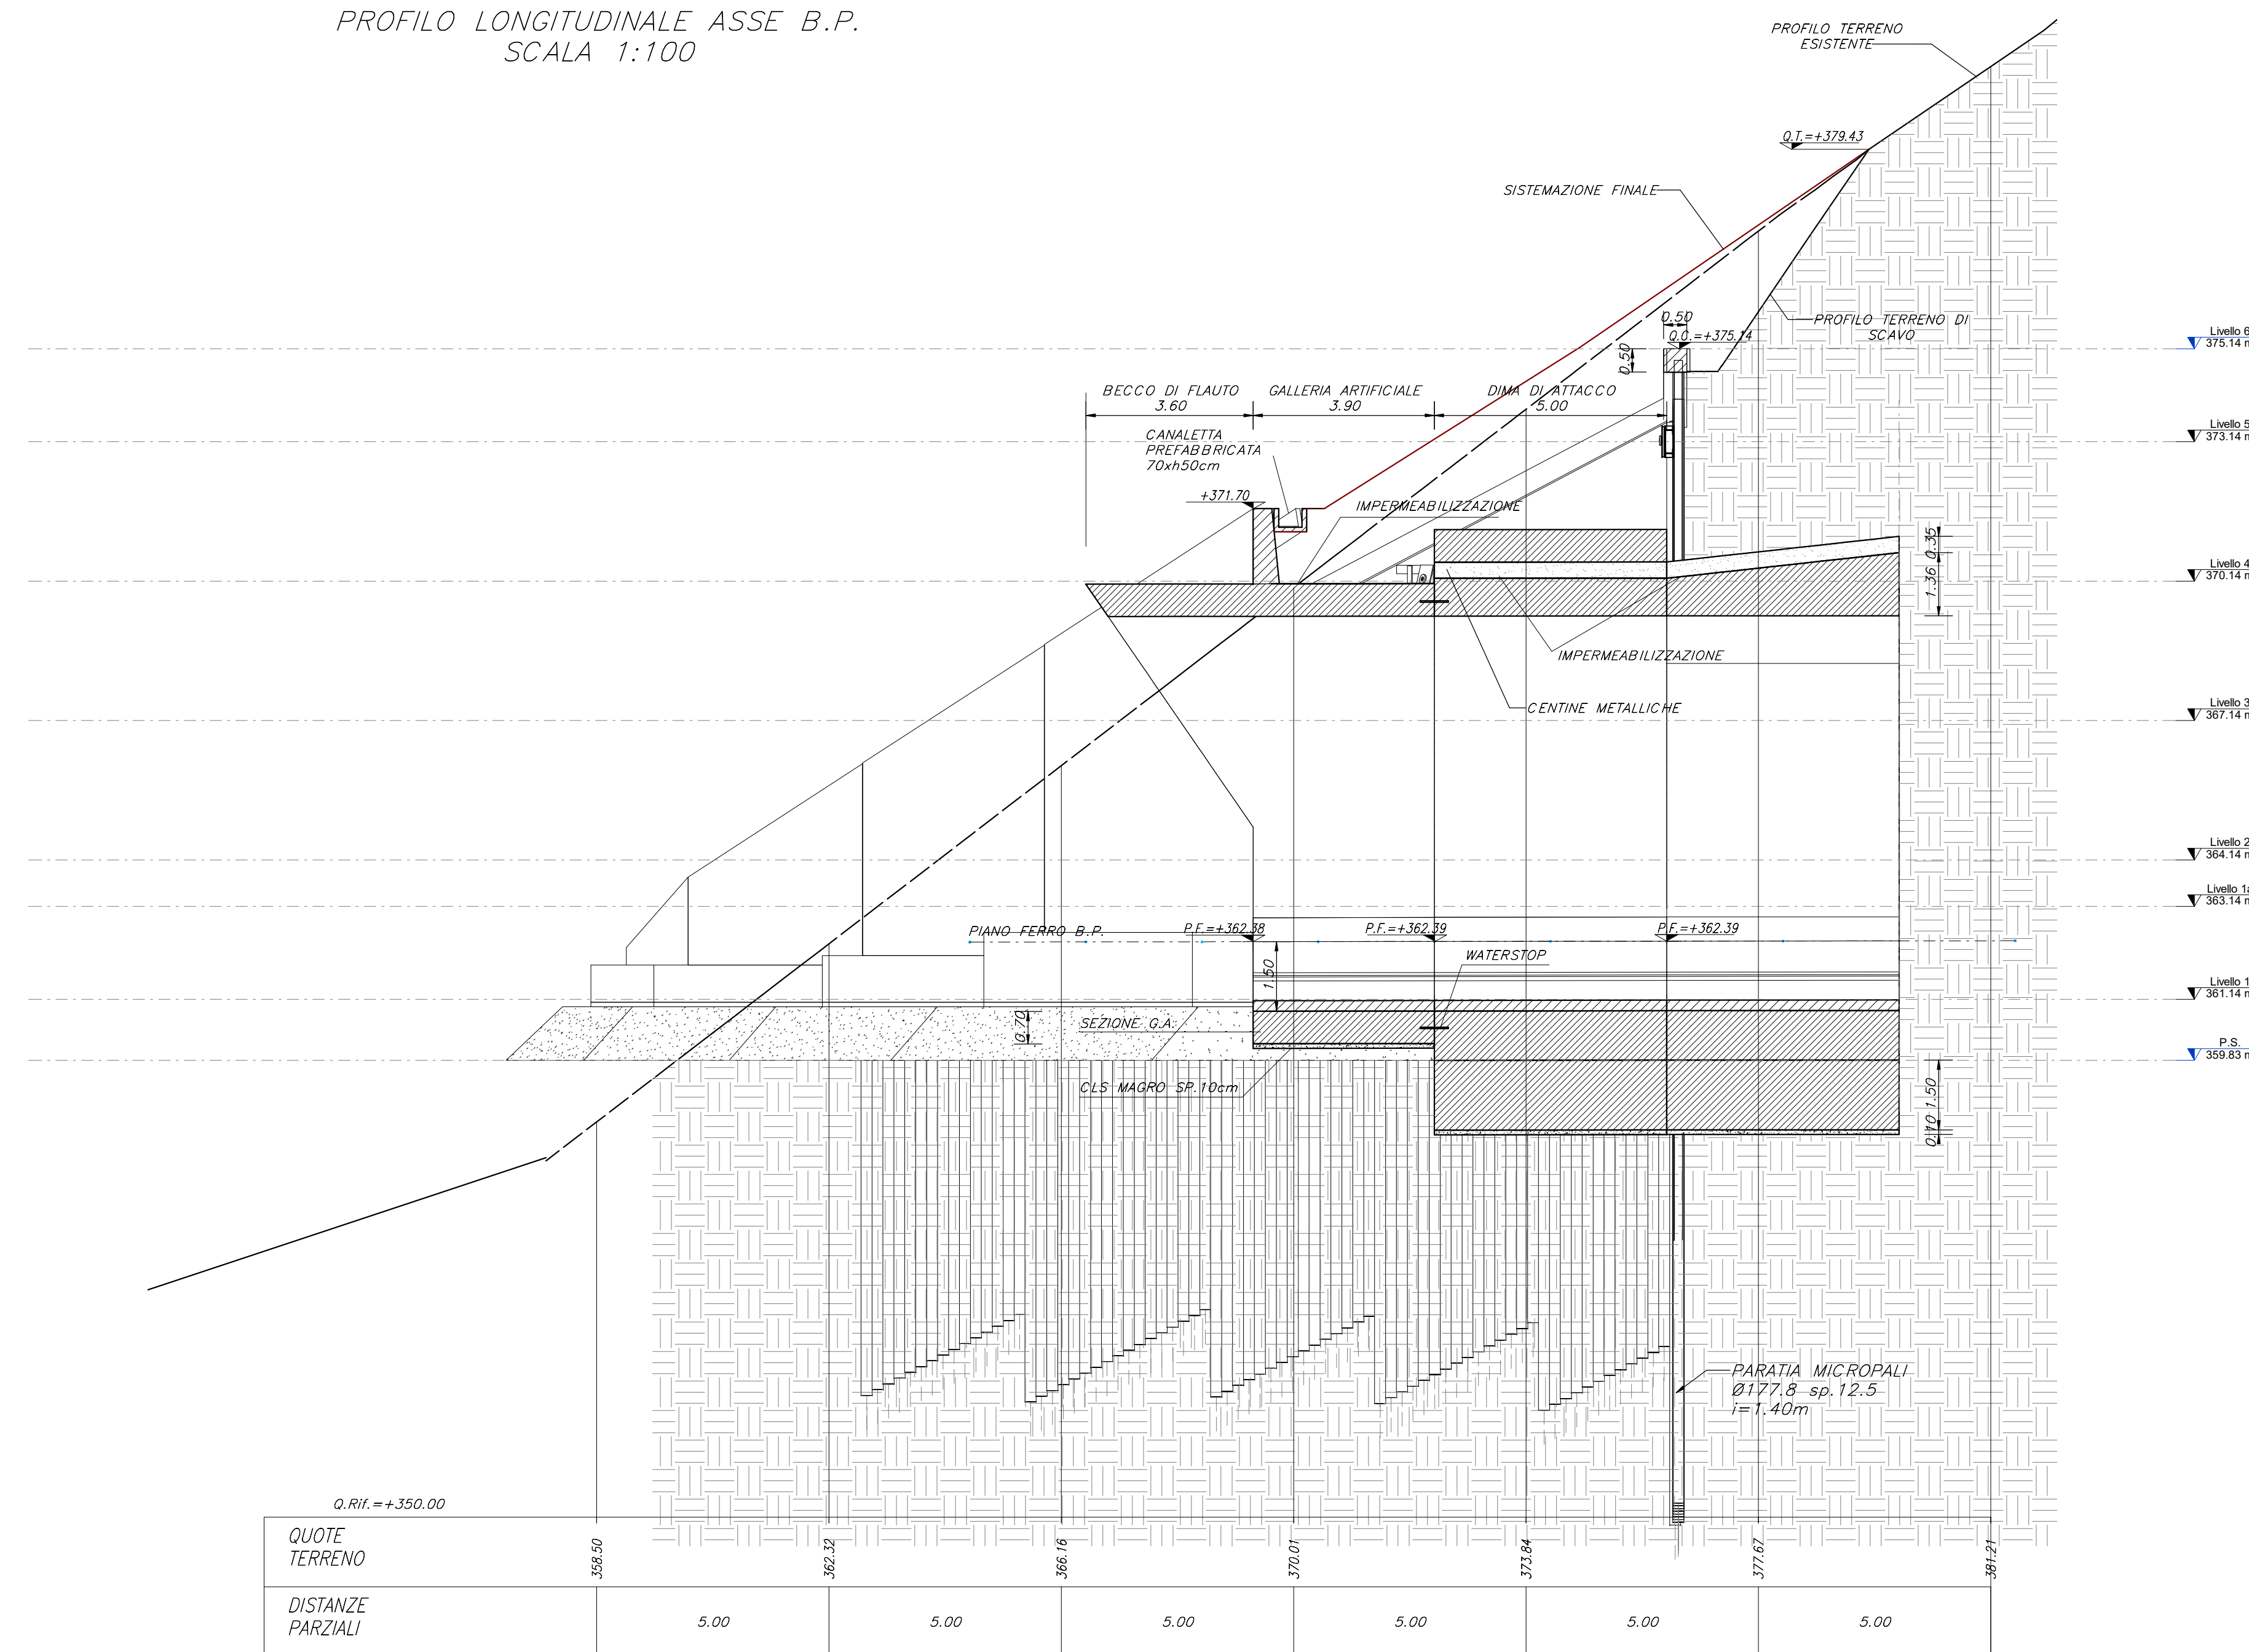 PROFILO LONGITUDINALE ASSE B.P.
SCALA 1:100
PROFILO TERRENO
ESISTENTE
Q.T.=+379.43
SISTEMAZIONE FINALE
PROFILO TERRENO DI
SCAVO
0.50
Q.C.=+375.14
0.50
Livello 6
375.14 m
BECCO DI FLAUTO
3.60
GALLERIA ARTIFICIALE
3.90
DIMA DI ATTACCO
5.00
CANALETTA
PREFABBRICATA
70xh50cm
Livello 5
373.14 m
+371.70
IMPERMEABILIZZAZIONE
0.35
1.36
Livello 4
370.14 m
IMPERMEABILIZZAZIONE
CENTINE METALLICHE
Livello 3
367.14 m
Livello 2
364.14 m
Livello 1a
363.14 m
PIANO FERRO B.P.
P.F.=+362.38
P.F.=+362.39
P.F.=+362.39
WATERSTOP
1.50
Livello 1
361.14 m
0.70
SEZIONE G.A.
P.S.
359.83 m
CLS MAGRO SP.10cm
1.50
0.10
PARATIA MICROPALI
Ø177.8 sp.12.5
i=1.40m
Q.Rif.=+350.00
QUOTE
TERRENO
358.50
362.32
366.16
370.01
373.84
377.67
381.21
DISTANZE
PARZIALI
5.00
5.00
5.00
5.00
5.00
5.00